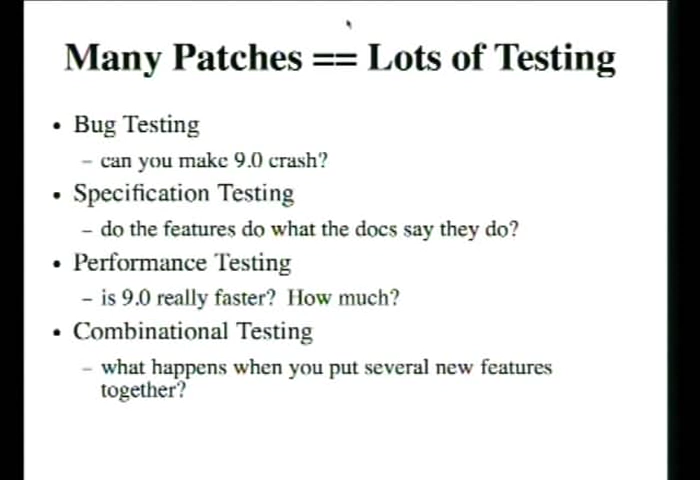 Many Patches == Lots of Testing
• Bug Testing
– can you make 9.0 crash?
• Specification Testing
– do the features do what the docs say they do?
• Performance Testing
– is 9.0 really faster? How much?
• Combinational Testing
– what happens when you put several new features
together?